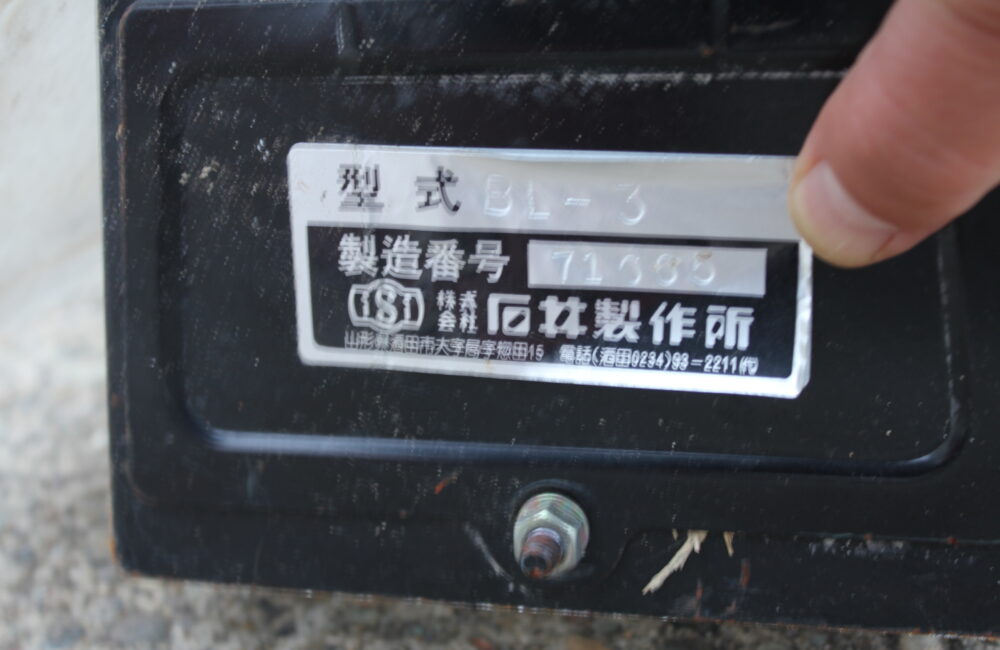 型式 BL-3
製造番号
ISI 株式会社 石井製作所
山形県酒田市大字局字惣田15 電話(酒田0234)93-2211(代)